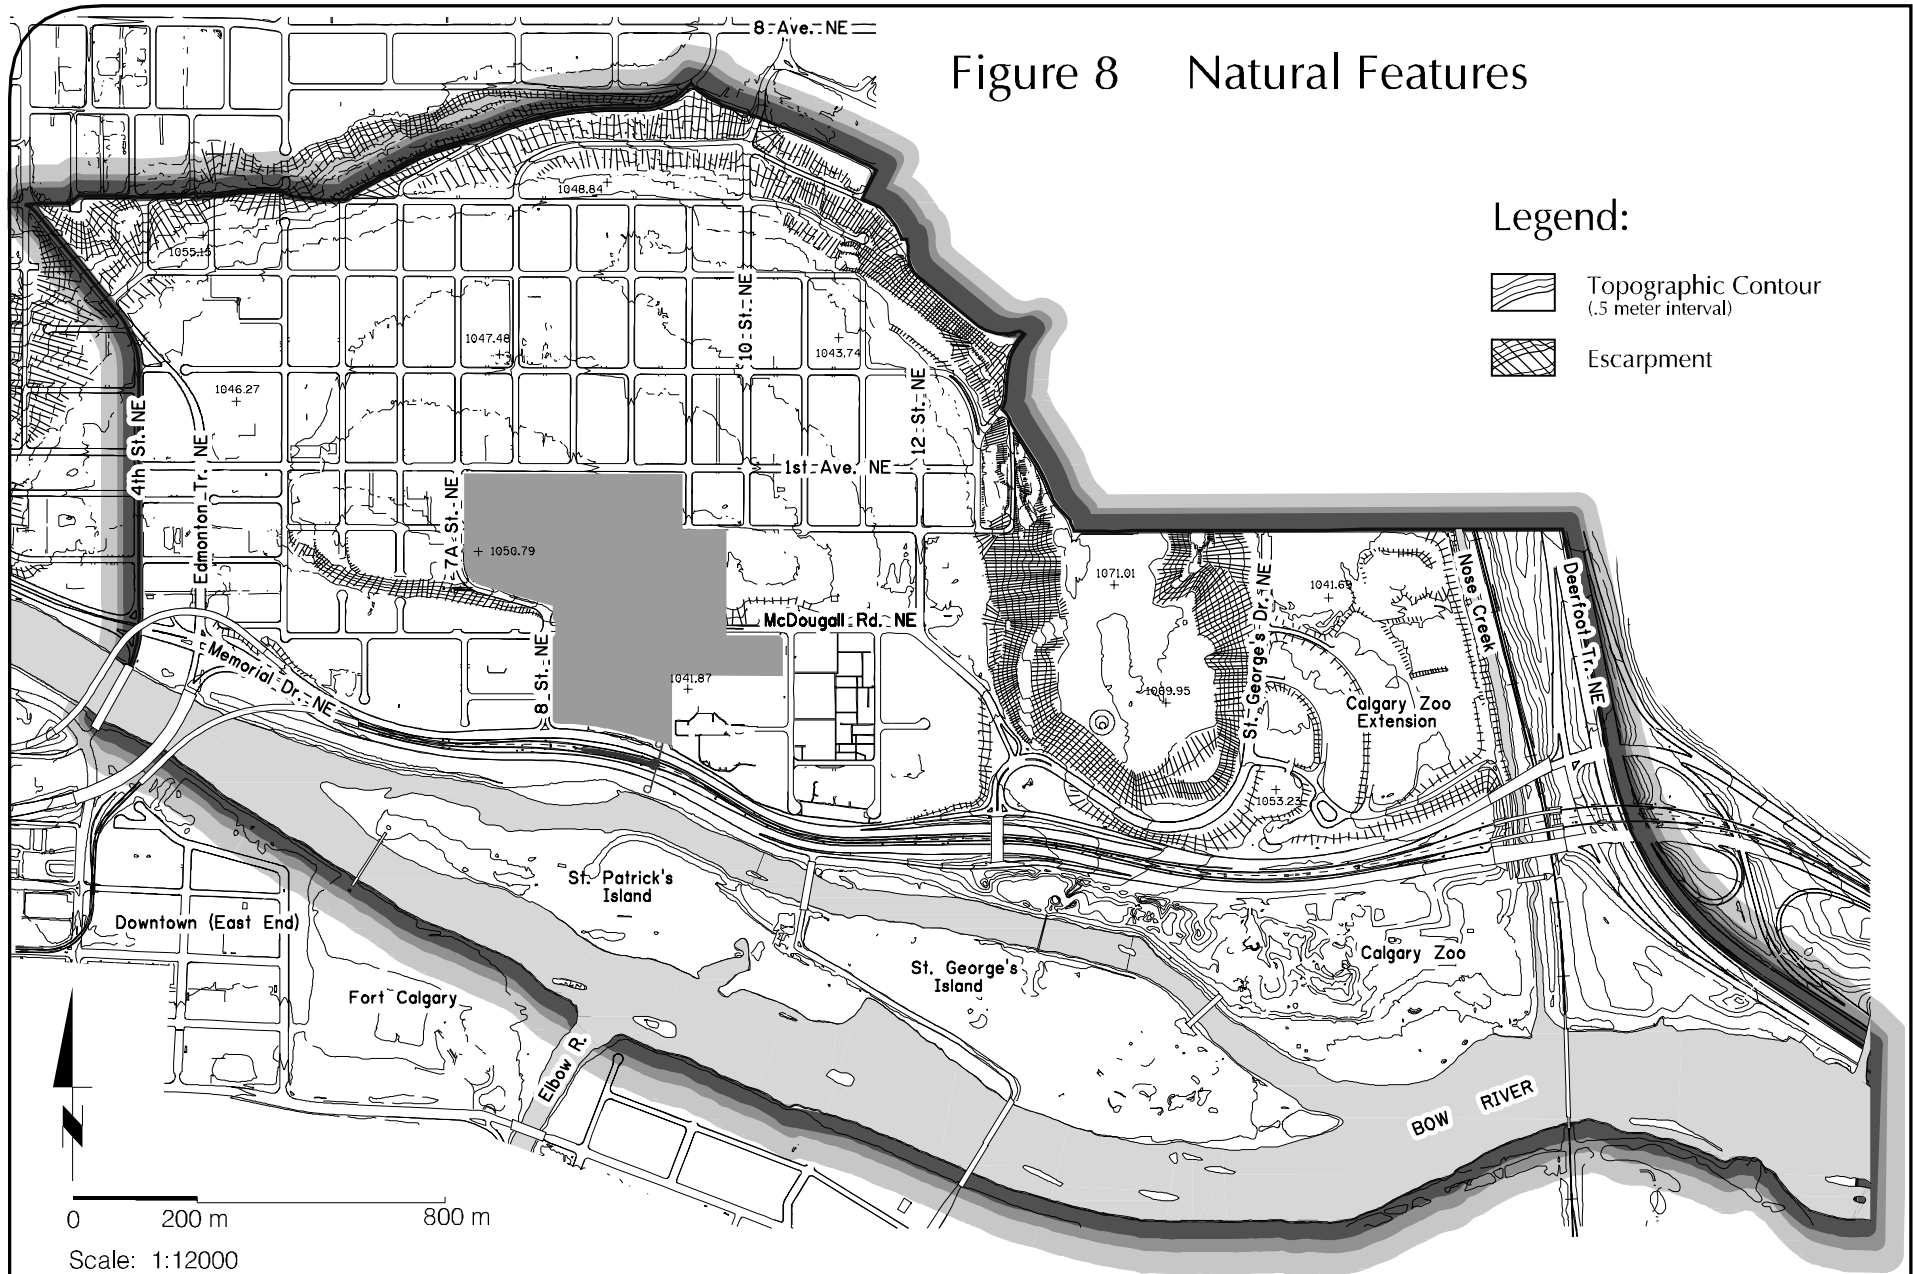 8 Ave. NE
Figure 8 Natural Features
Legend:
Topographic Contour
(.5 meter interval)
Escarpment
1048.84
1055.15
10 St. NE
1047.48
1043.74
1046.27
12 St. NE
4th St. NE
Edmonton Tr. NE
1st Ave. NE
7A St. NE
1050.79
1071.01
1041.69
Nose Creek
Deerfoot Tr. NE
McDougall Rd. NE
St. George's Dr. NE
Memorial Dr. NE
8 St. NE
1041.87
1069.95
Calgary Zoo
Extension
1053.23
St. Patrick's
Island
Downtown (East End)
Calgary Zoo
St. George's
Island
Fort Calgary
Elbow R.
BOW RIVER
N
0 200 m 800 m
Scale: 1:12000